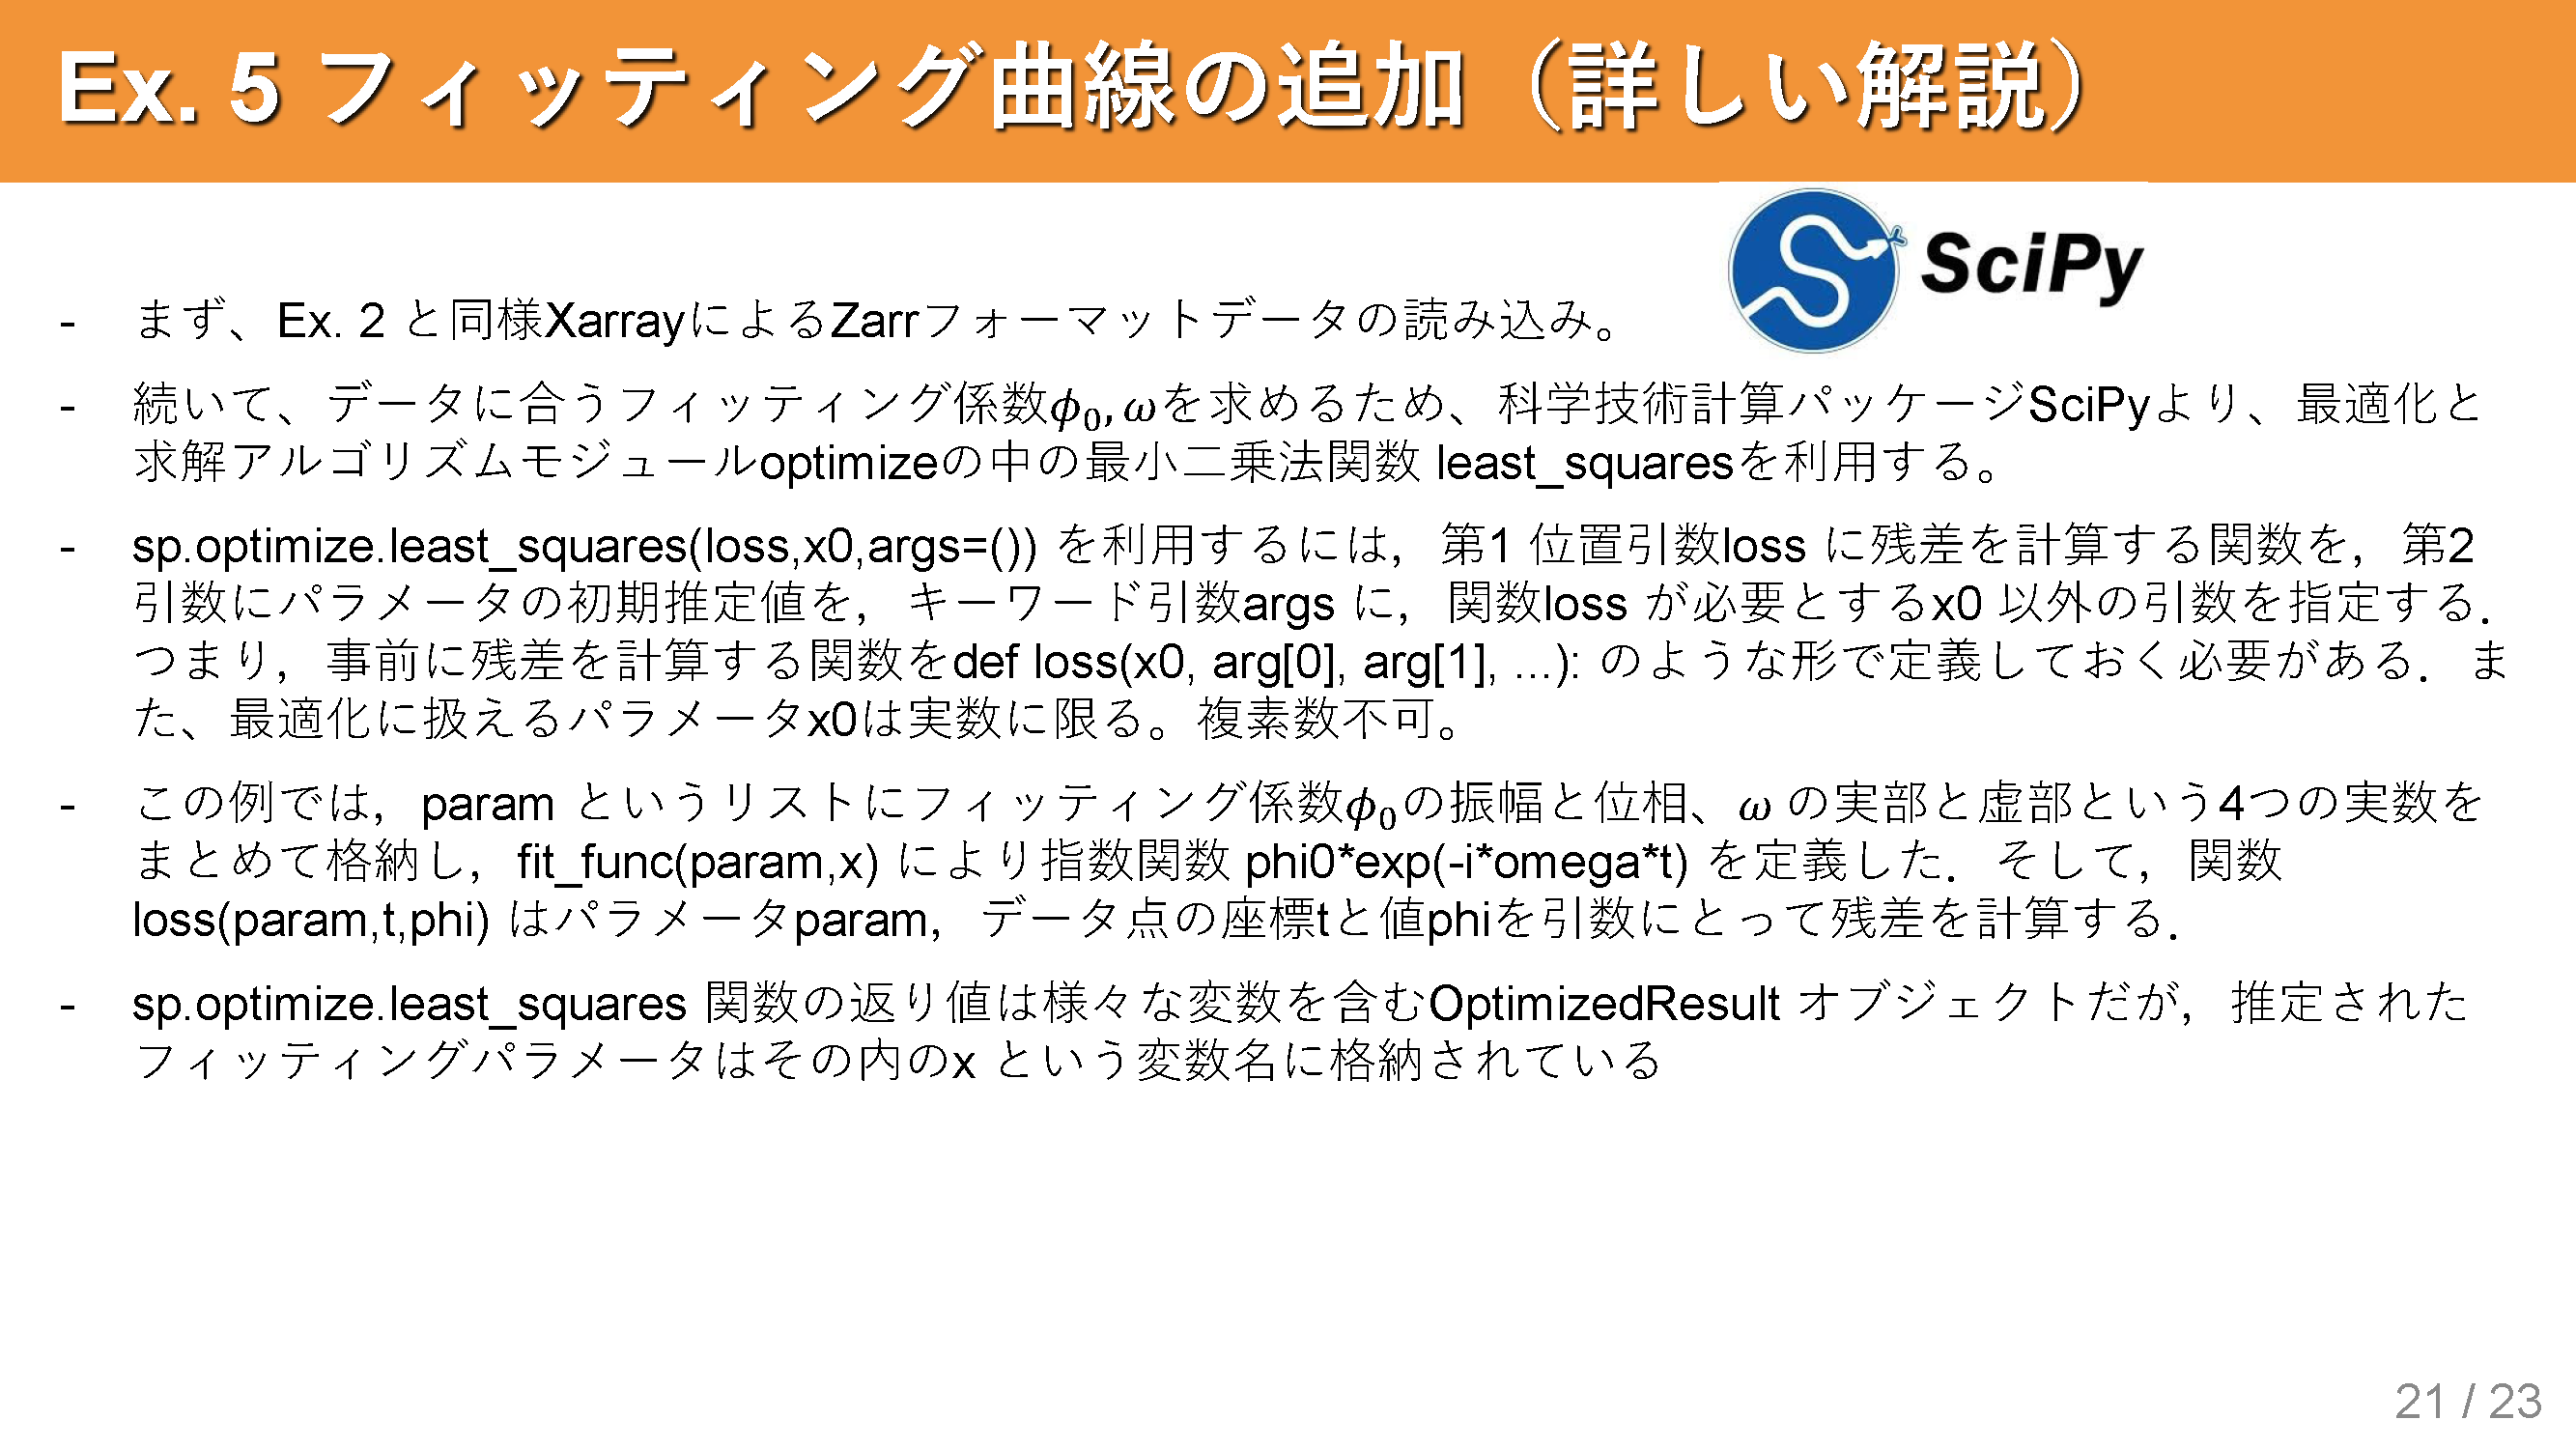 Ex. 5 フィッティング曲線の追加（詳しい解説）
SciPy
- まず、Ex. 2 と同様XarrayによるZarrフォーマットデータの読み込み。
- 続いて、データに合うフィッティング係数𝜙₀, 𝜔を求めるため、科学技術計算パッケージSciPyより、最適化と
求解アルゴリズムモジュールoptimizeの中の最小二乗法関数 least_squaresを利用する。
- sp.optimize.least_squares(loss,x0,args=()) を利用するには，第1 位置引数loss に残差を計算する関数を，第2
引数にパラメータの初期推定値を，キーワード引数args に，関数loss が必要とするx0 以外の引数を指定する．
つまり，事前に残差を計算する関数をdef loss(x0, arg[0], arg[1], ...): のような形で定義しておく必要がある．ま
た、最適化に扱えるパラメータx0は実数に限る。複素数不可。
- この例では，param というリストにフィッティング係数𝜙₀の振幅と位相、𝜔 の実部と虚部という4つの実数を
まとめて格納し，fit_func(param,x) により指数関数 phi0*exp(-i*omega*t) を定義した．そして，関数
loss(param,t,phi) はパラメータparam，データ点の座標tと値phiを引数にとって残差を計算する．
- sp.optimize.least_squares 関数の返り値は様々な変数を含むOptimizedResult オブジェクトだが，推定された
フィッティングパラメータはその内のx という変数名に格納されている
21 / 23